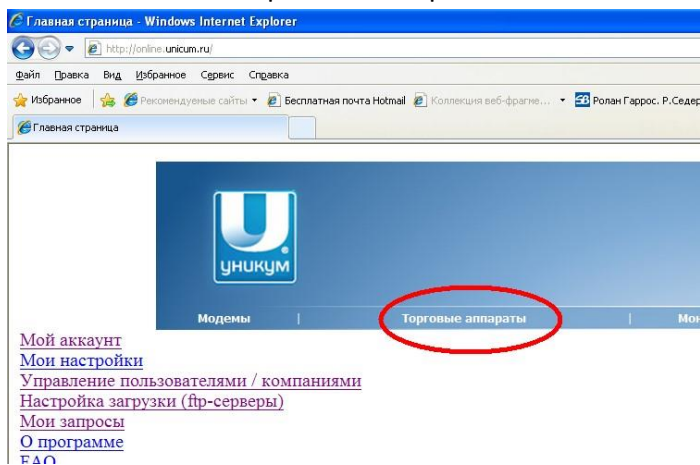 Главная страница - Windows Internet Explorer
http://online.unicum.ru/
Файл Правка Вид Избранное Сервис Справка
Избранное Рекомендуемые сайты Бесплатная почта Hotmail Коллекция веб-фрагме... Ролан Гаррос. Р.Седер
Главная страница
уникум
Модемы | Торговые аппараты | Мон
Мой аккаунт
Мои настройки
Управление пользователями / компаниями
Настройка загрузки (ftp-серверы)
Мои запросы
О программе
FAQ